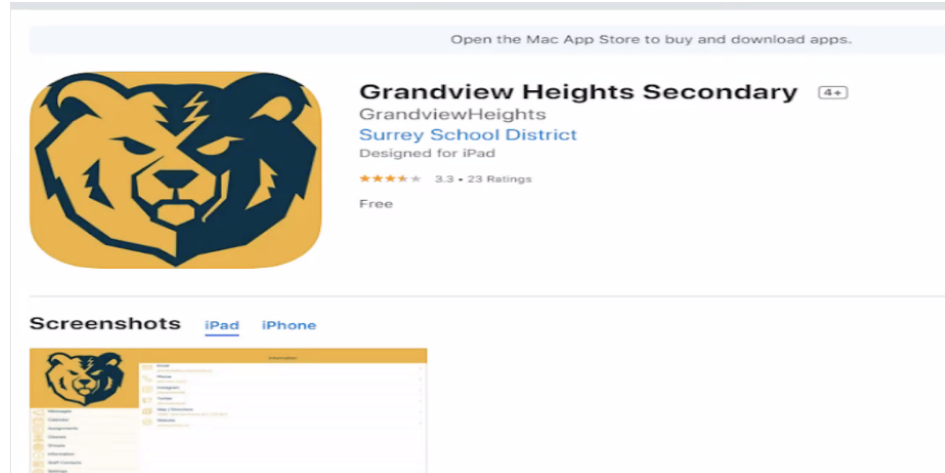 Open the Mac App Store to buy and download apps.
Grandview Heights Secondary 4+
GrandviewHeights
Surrey School District
Designed for iPad
3.3 • 23 Ratings
Free
Screenshots iPad iPhone
Information
Email
Phone
Instagram
Twitter
Map / Directions
Website
Messages
Calendar
Assignments
Classes
Groups
Information
Staff Contacts
Settings